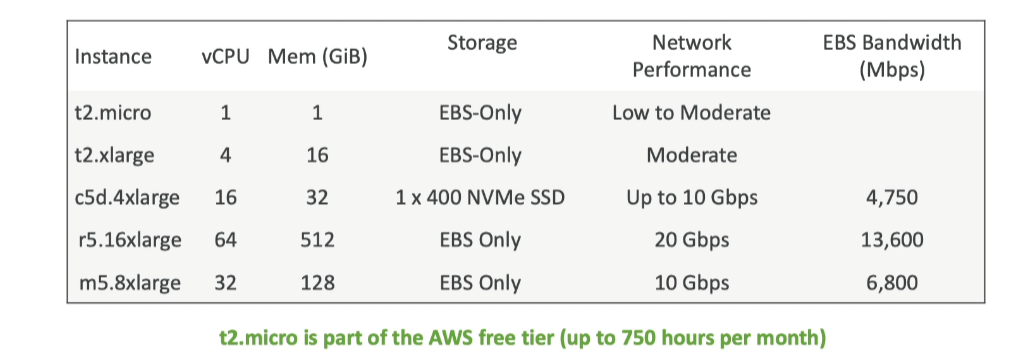 Instance vCPU Mem (GiB) Storage Network Performance EBS Bandwidth (Mbps)
t2.micro 1 1 EBS-Only Low to Moderate
t2.xlarge 4 16 EBS-Only Moderate
c5d.4xlarge 16 32 1 x 400 NVMe SSD Up to 10 Gbps 4,750
r5.16xlarge 64 512 EBS Only 20 Gbps 13,600
m5.8xlarge 32 128 EBS Only 10 Gbps 6,800
t2.micro is part of the AWS free tier (up to 750 hours per month)